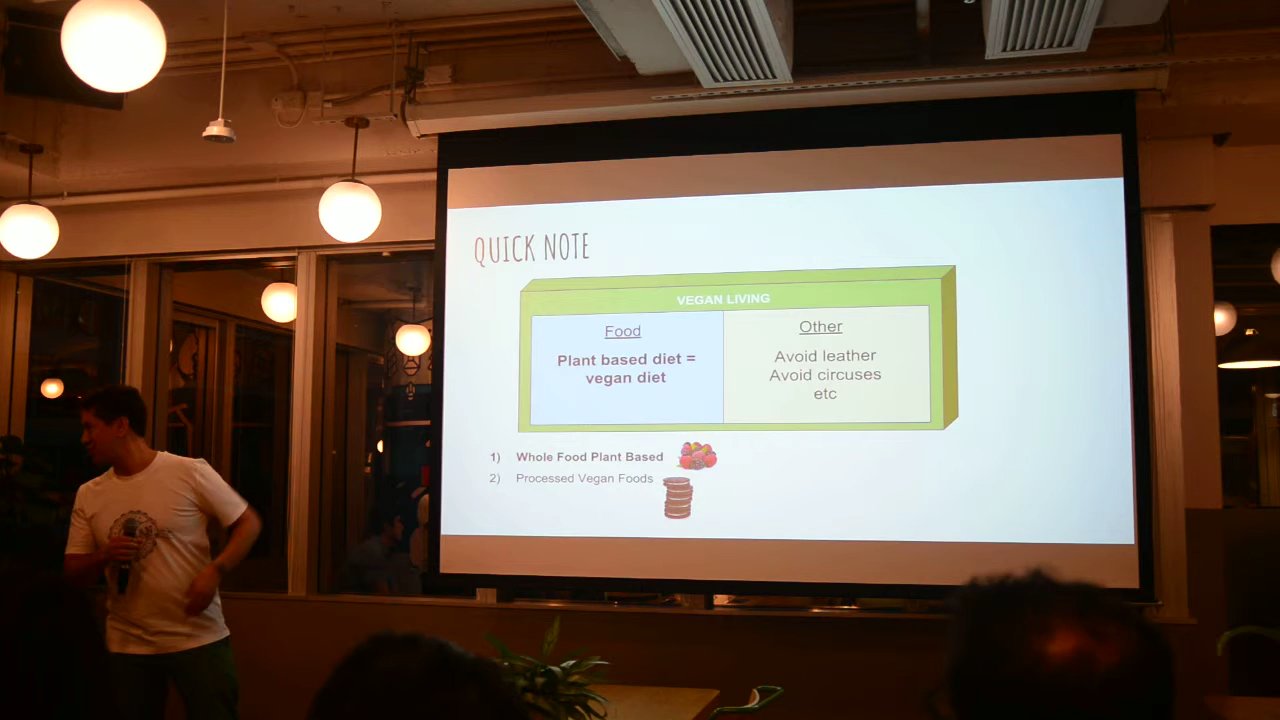 QUICK NOTE
VEGAN LIVING
Food
Plant based diet =
vegan diet
Other
Avoid leather
Avoid circuses
etc
1) Whole Food Plant Based
2) Processed Vegan Foods